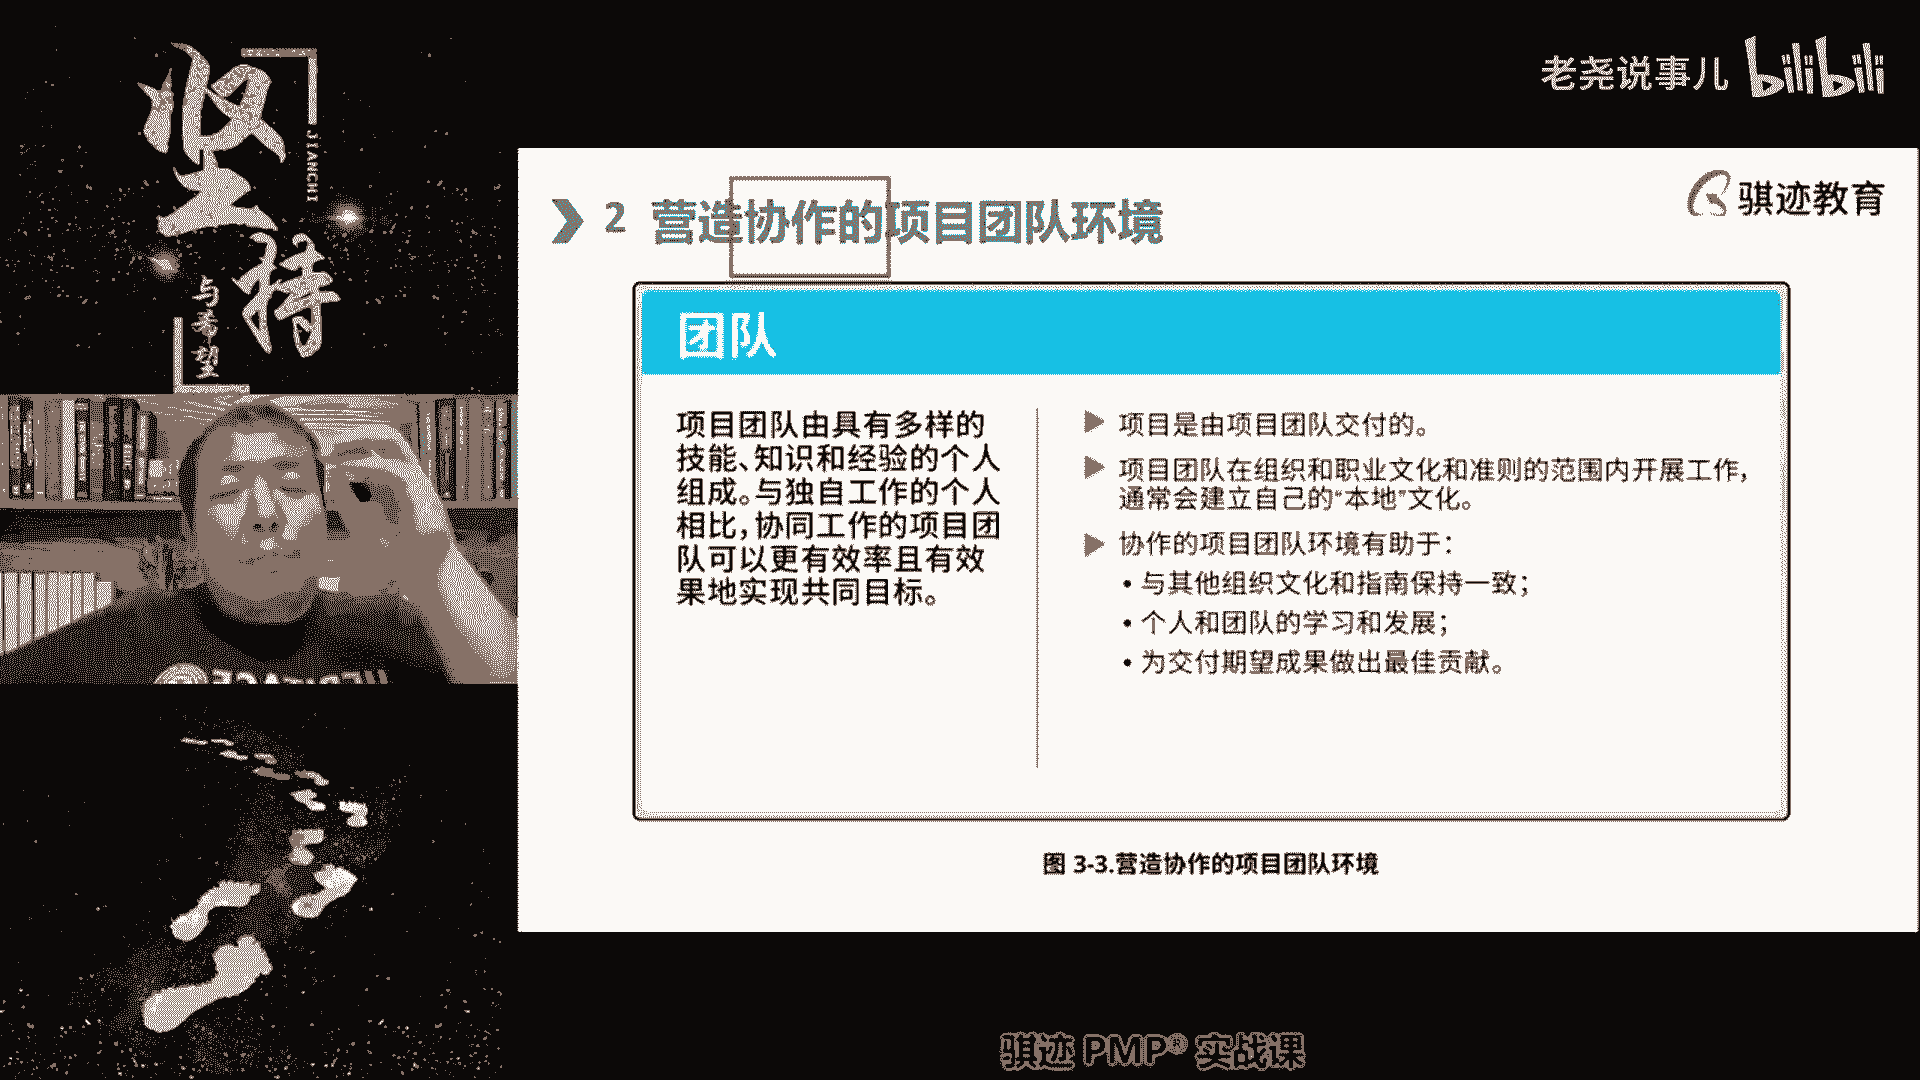 坚持
JIANCHI
与希望
老尧说事儿 bilibili
骐迹教育
2 营造协作的项目团队环境
团队
项目团队由具有多样的
技能、知识和经验的个人
组成。与独自工作的个人
相比，协同工作的项目团
队可以更有效率且有效
果地实现共同目标。
项目是由项目团队交付的。
项目团队在组织和职业文化和准则的范围内开展工作，
通常会建立自己的“本地”文化。
协作的项目团队环境有助于：
• 与其他组织文化和指南保持一致；
• 个人和团队的学习和发展；
• 为交付期望成果做出最佳贡献。
图 3-3.营造协作的项目团队环境
骐迹 PMP® 实战课